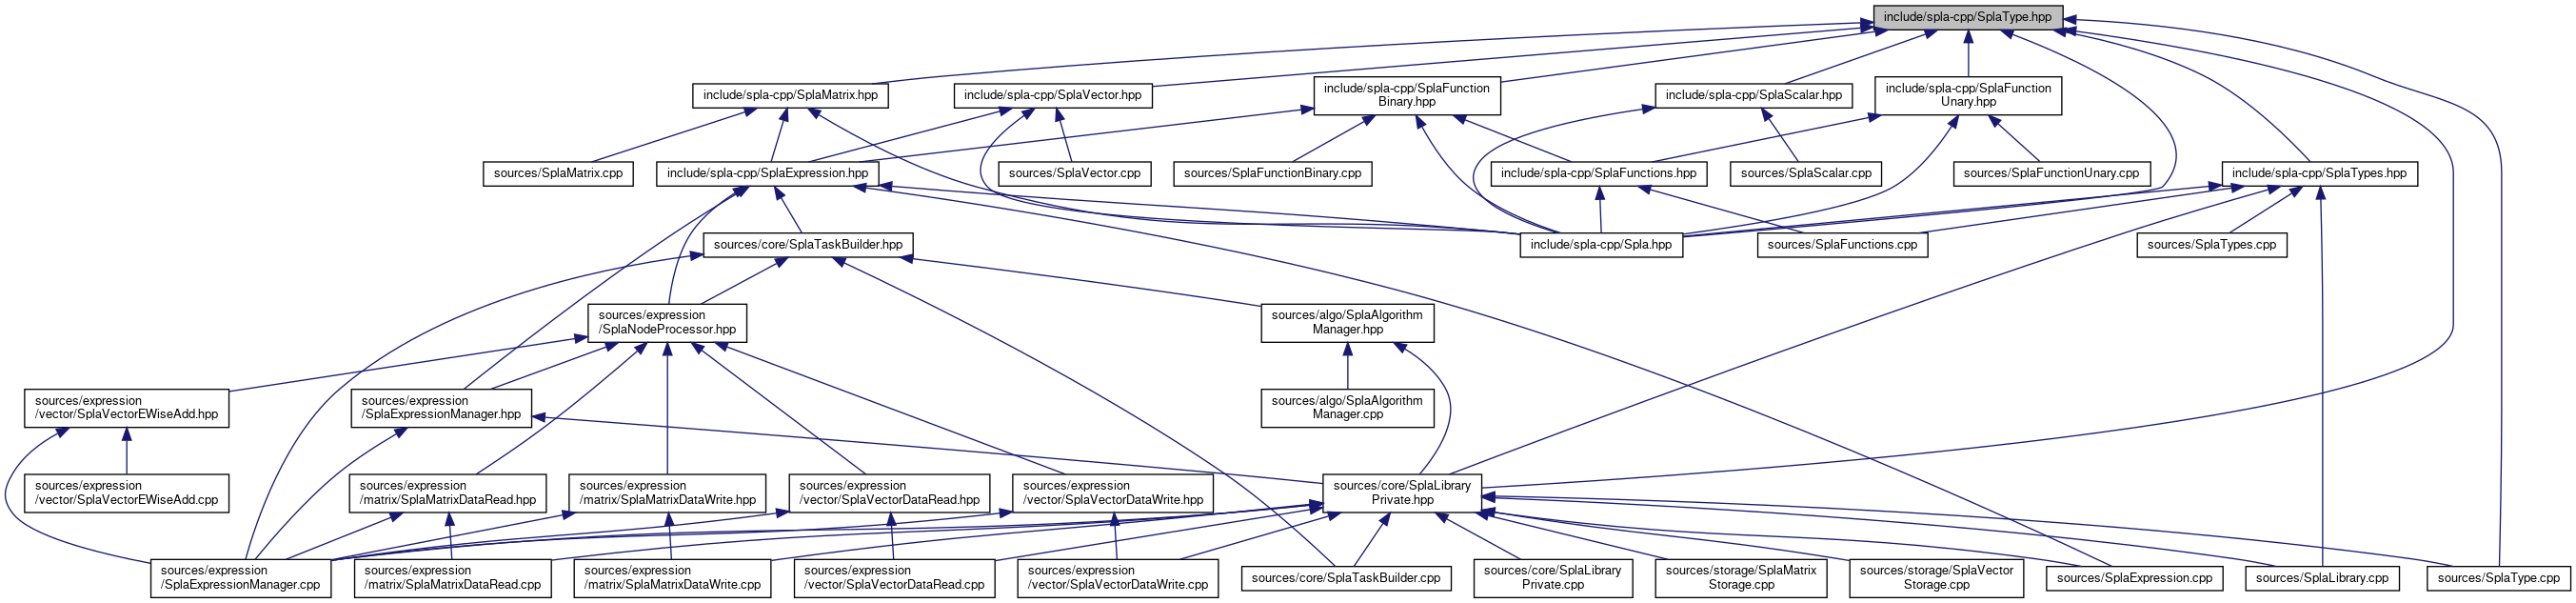 include/spla-cpp/SplaType.hpp
include/spla-cpp/SplaMatrix.hpp
include/spla-cpp/SplaVector.hpp
include/spla-cpp/SplaFunction
Binary.hpp
include/spla-cpp/SplaScalar.hpp
include/spla-cpp/SplaFunction
Unary.hpp
sources/SplaMatrix.cpp
include/spla-cpp/SplaExpression.hpp
sources/SplaVector.cpp
sources/SplaFunctionBinary.cpp
include/spla-cpp/SplaFunctions.hpp
sources/SplaScalar.cpp
sources/SplaFunctionUnary.cpp
include/spla-cpp/SplaTypes.hpp
sources/core/SplaTaskBuilder.hpp
include/spla-cpp/Spla.hpp
sources/SplaFunctions.cpp
sources/SplaTypes.cpp
sources/expression
/SplaNodeProcessor.hpp
sources/algo/SplaAlgorithm
Manager.hpp
sources/expression
/vector/SplaVectorEWiseAdd.hpp
sources/expression
/SplaExpressionManager.hpp
sources/algo/SplaAlgorithm
Manager.cpp
sources/expression
/vector/SplaVectorEWiseAdd.cpp
sources/expression
/matrix/SplaMatrixDataRead.hpp
sources/expression
/matrix/SplaMatrixDataWrite.hpp
sources/expression
/vector/SplaVectorDataRead.hpp
sources/expression
/vector/SplaVectorDataWrite.hpp
sources/core/SplaLibrary
Private.hpp
sources/expression
/SplaExpressionManager.cpp
sources/expression
/matrix/SplaMatrixDataRead.cpp
sources/expression
/matrix/SplaMatrixDataWrite.cpp
sources/expression
/vector/SplaVectorDataRead.cpp
sources/expression
/vector/SplaVectorDataWrite.cpp
sources/core/SplaTaskBuilder.cpp
sources/core/SplaLibrary
Private.cpp
sources/storage/SplaMatrix
Storage.cpp
sources/storage/SplaVector
Storage.cpp
sources/SplaExpression.cpp
sources/SplaLibrary.cpp
sources/SplaType.cpp